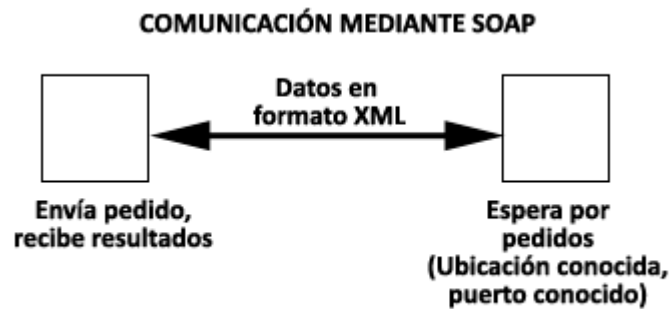 COMUNICACIÓN MEDIANTE SOAP
Datos en
formato XML
Envía pedido,
recibe resultados
Espera por
pedidos
(Ubicación conocida,
puerto conocido)